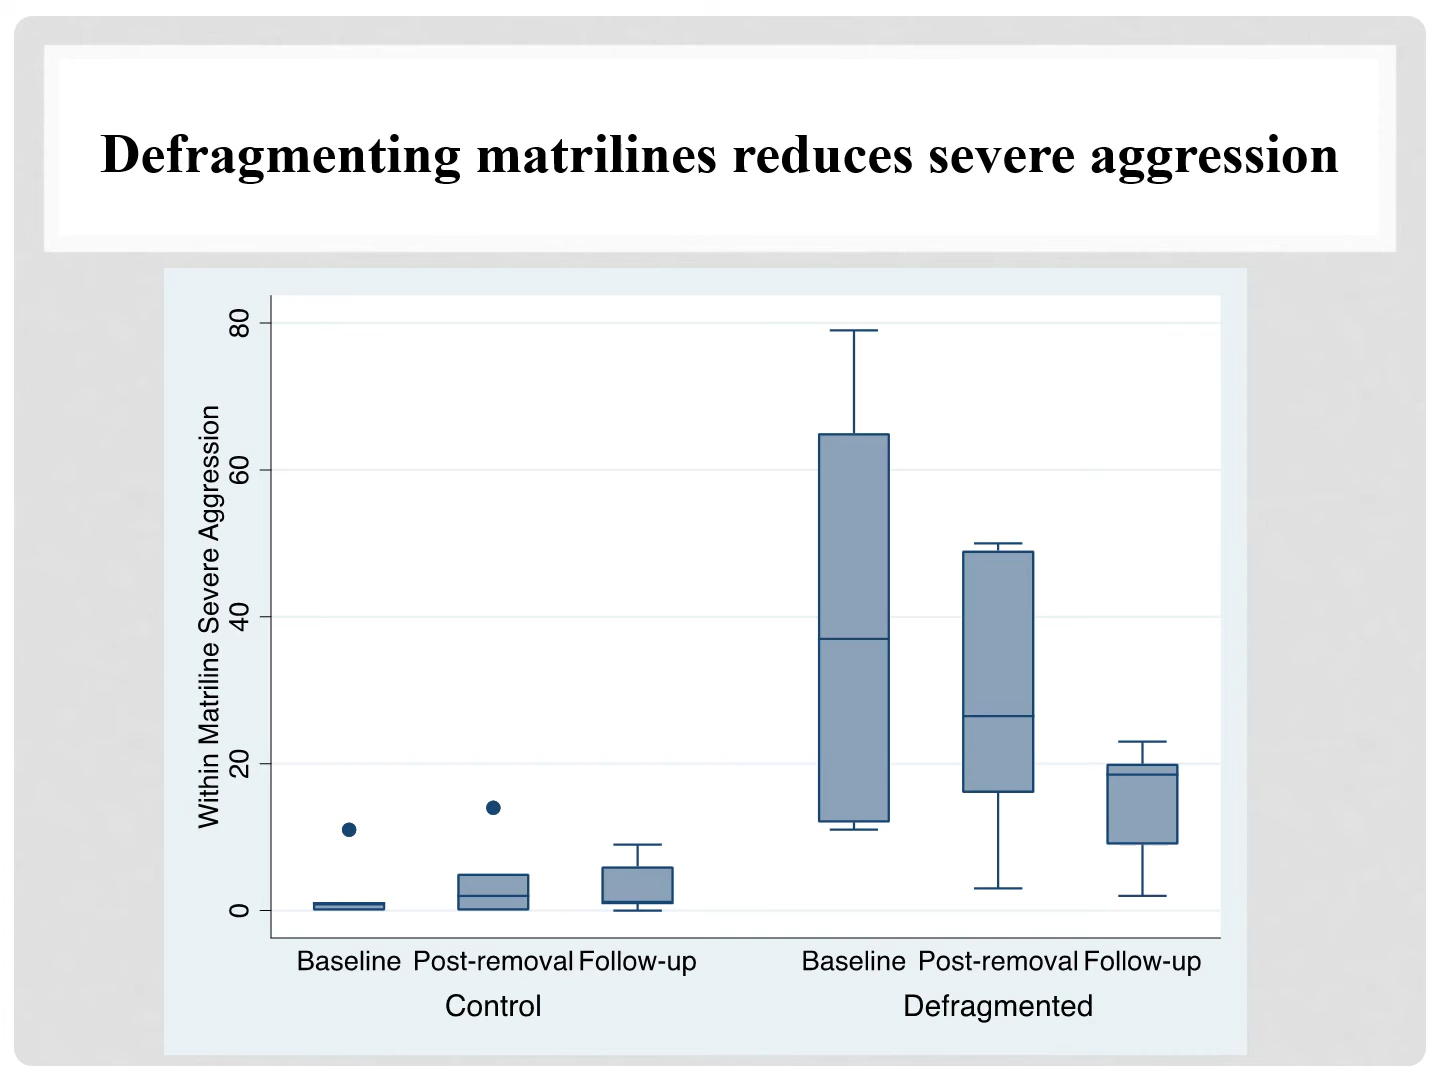 Defragmenting matrilines reduces severe aggression
Within Matriline Severe Aggression
80
60
40
20
0
Baseline Post-removal Follow-up Baseline Post-removal Follow-up
Control Defragmented